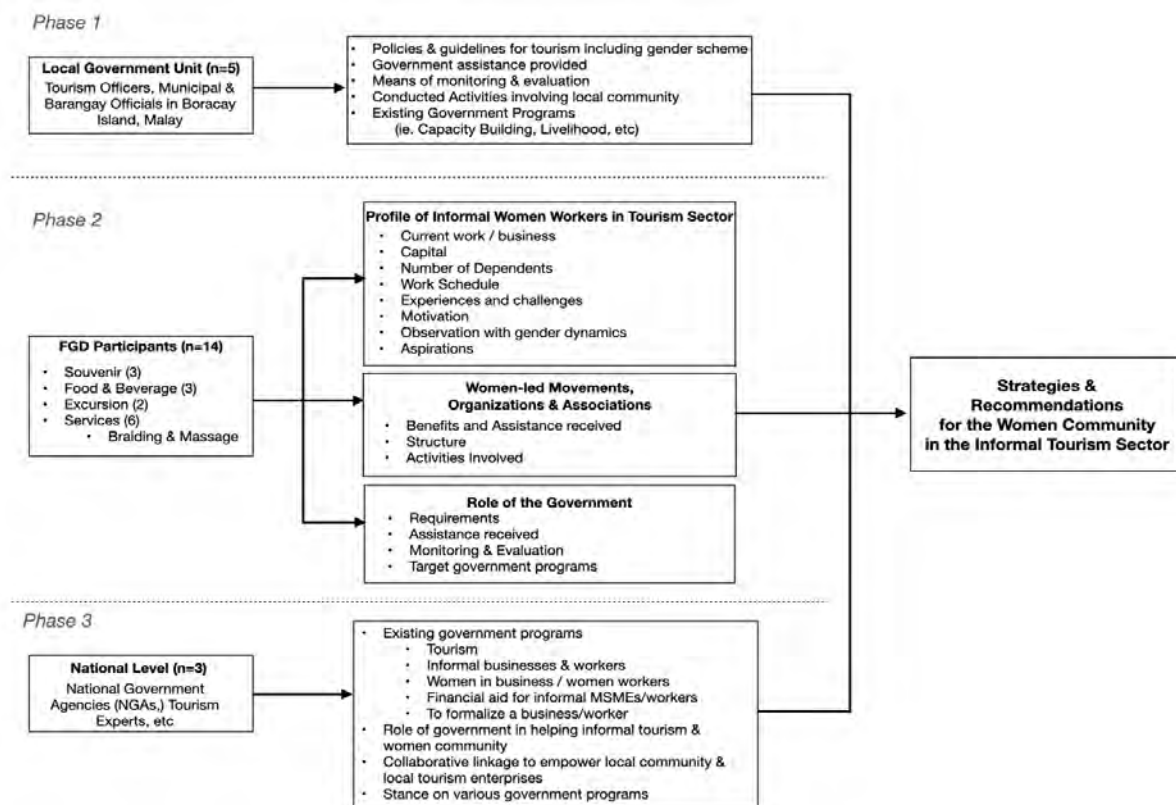 Phase 1
Local Government Unit (n=5)
Tourism Officers, Municipal &
Barangay Officials in Boracay
Island, Malay
• Policies & guidelines for tourism including gender scheme
• Government assistance provided
• Means of monitoring & evaluation
• Conducted Activities involving local community
• Existing Government Programs
(ie. Capacity Building, Livelihood, etc)
Phase 2
FGD Participants (n=14)
• Souvenir (3)
• Food & Beverage (3)
• Excursion (2)
• Services (6)
• Braiding & Massage
Profile of Informal Women Workers in Tourism Sector
• Current work / business
• Capital
• Number of Dependents
• Work Schedule
• Experiences and challenges
• Motivation
• Observation with gender dynamics
• Aspirations
Women-led Movements,
Organizations & Associations
• Benefits and Assistance received
• Structure
• Activities Involved
Role of the Government
• Requirements
• Assistance received
• Monitoring & Evaluation
• Target government programs
Strategies &
Recommendations
for the Women Community
in the Informal Tourism Sector
Phase 3
National Level (n=3)
National Government
Agencies (NGAs,) Tourism
Experts, etc
• Existing government programs
• Tourism
• Informal businesses & workers
• Women in business / women workers
• Financial aid for informal MSMEs/workers
• To formalize a business/worker
• Role of government in helping informal tourism &
women community
• Collaborative linkage to empower local community &
local tourism enterprises
• Stance on various government programs